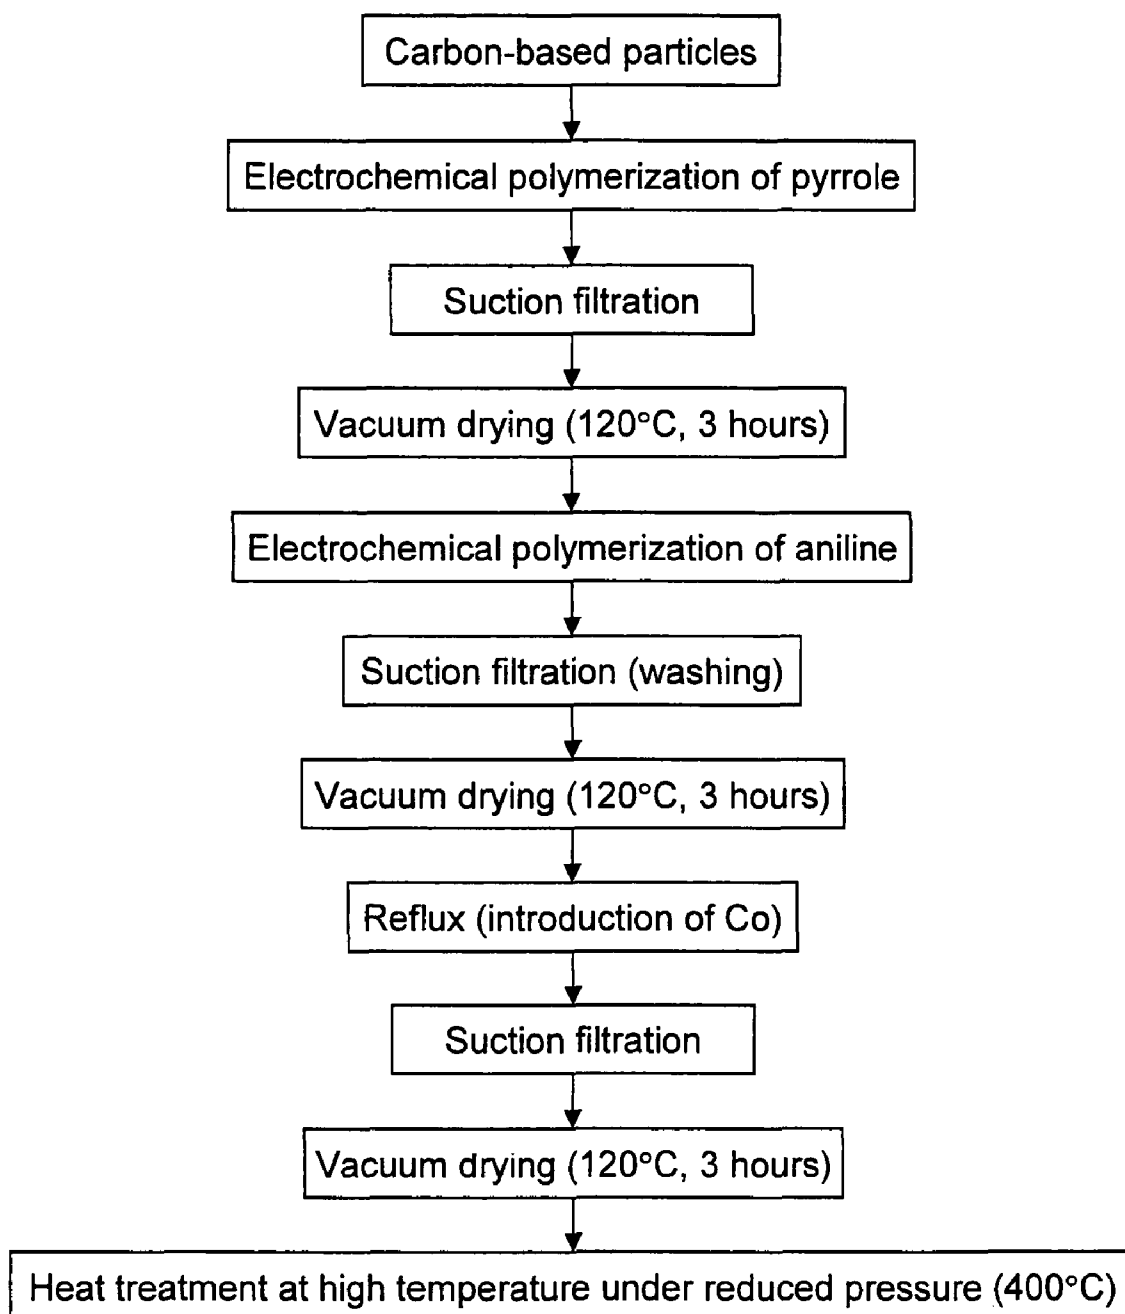 Carbon-based particles
Electrochemical polymerization of pyrrole
Suction filtration
Vacuum drying (120°C, 3 hours)
Electrochemical polymerization of aniline
Suction filtration (washing)
Vacuum drying (120°C, 3 hours)
Reflux (introduction of Co)
Suction filtration
Vacuum drying (120°C, 3 hours)
Heat treatment at high temperature under reduced pressure (400°C)